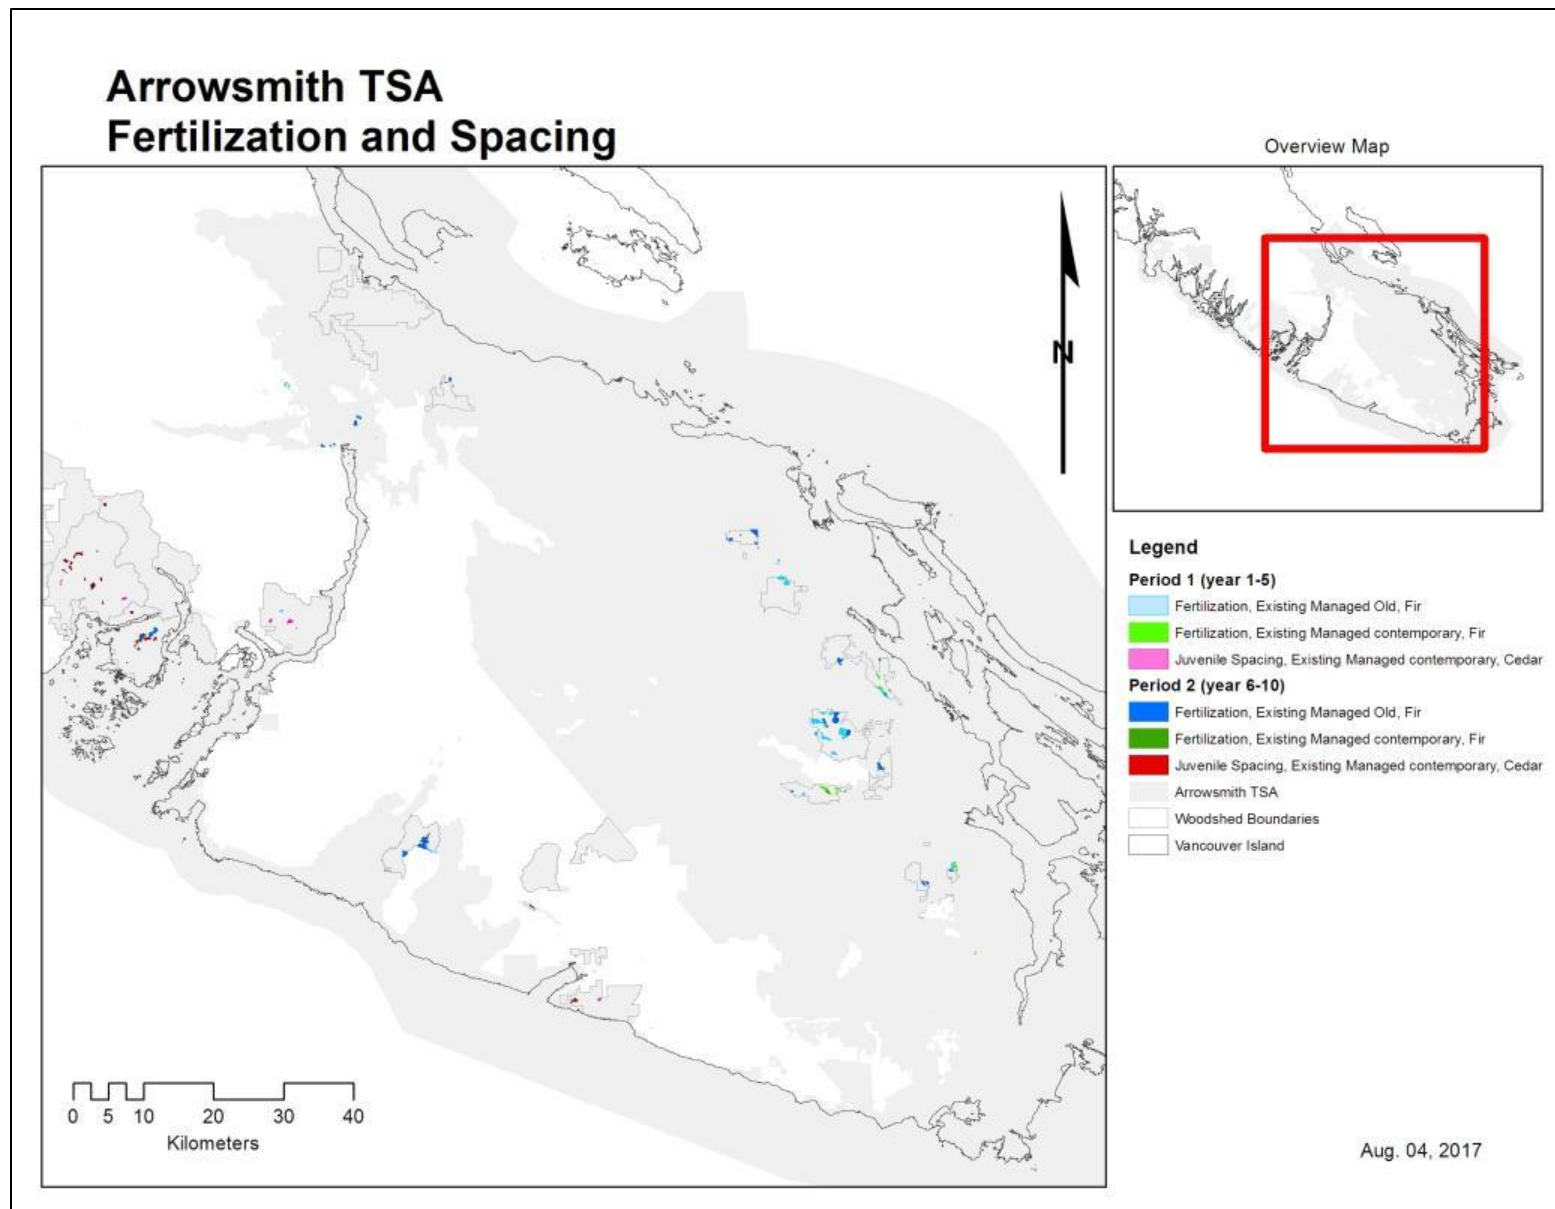 Arrowsmith TSA
Fertilization and Spacing
Overview Map
N
Legend
Period 1 (year 1-5)
Fertilization, Existing Managed Old, Fir
Fertilization, Existing Managed contemporary, Fir
Juvenile Spacing, Existing Managed contemporary, Cedar
Period 2 (year 6-10)
Fertilization, Existing Managed Old, Fir
Fertilization, Existing Managed contemporary, Fir
Juvenile Spacing, Existing Managed contemporary, Cedar
Arrowsmith TSA
Woodshed Boundaries
Vancouver Island
0 5 10 20 30 40
Kilometers
Aug. 04, 2017